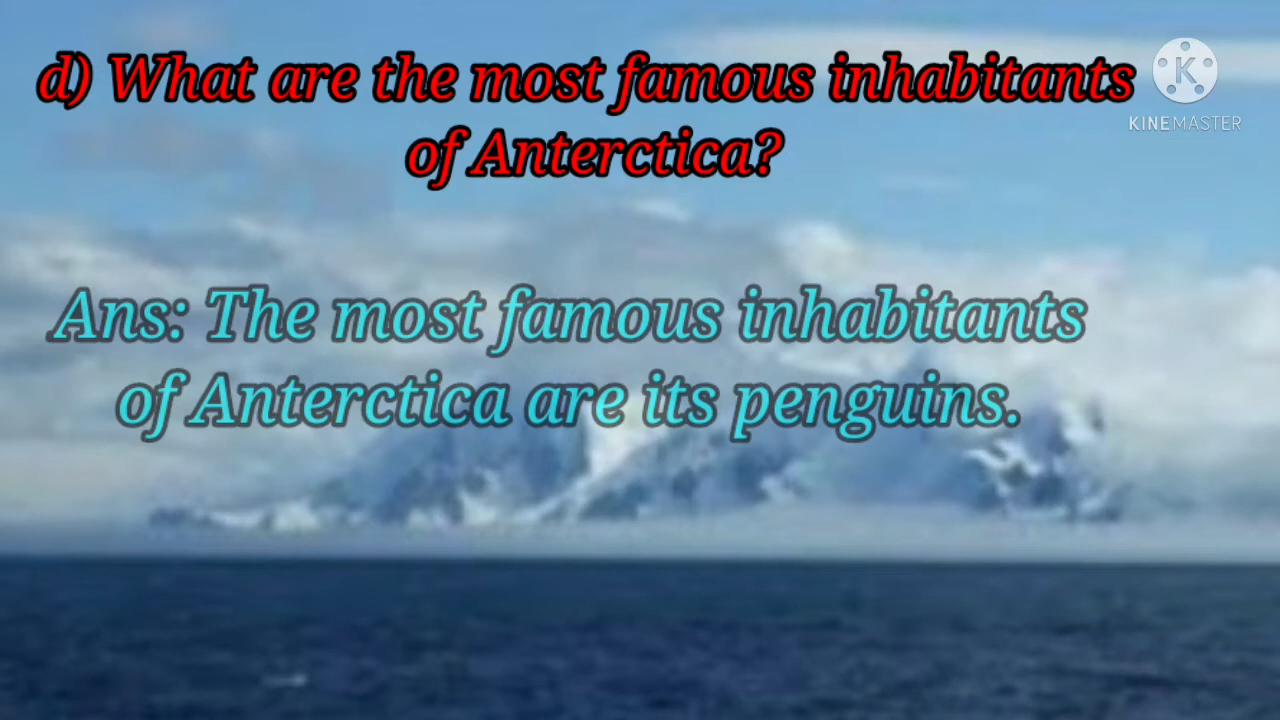 d) What are the most famous inhabitants
of Anterctica?
KINEMASTER
Ans: The most famous inhabitants
of Anterctica are its penguins.